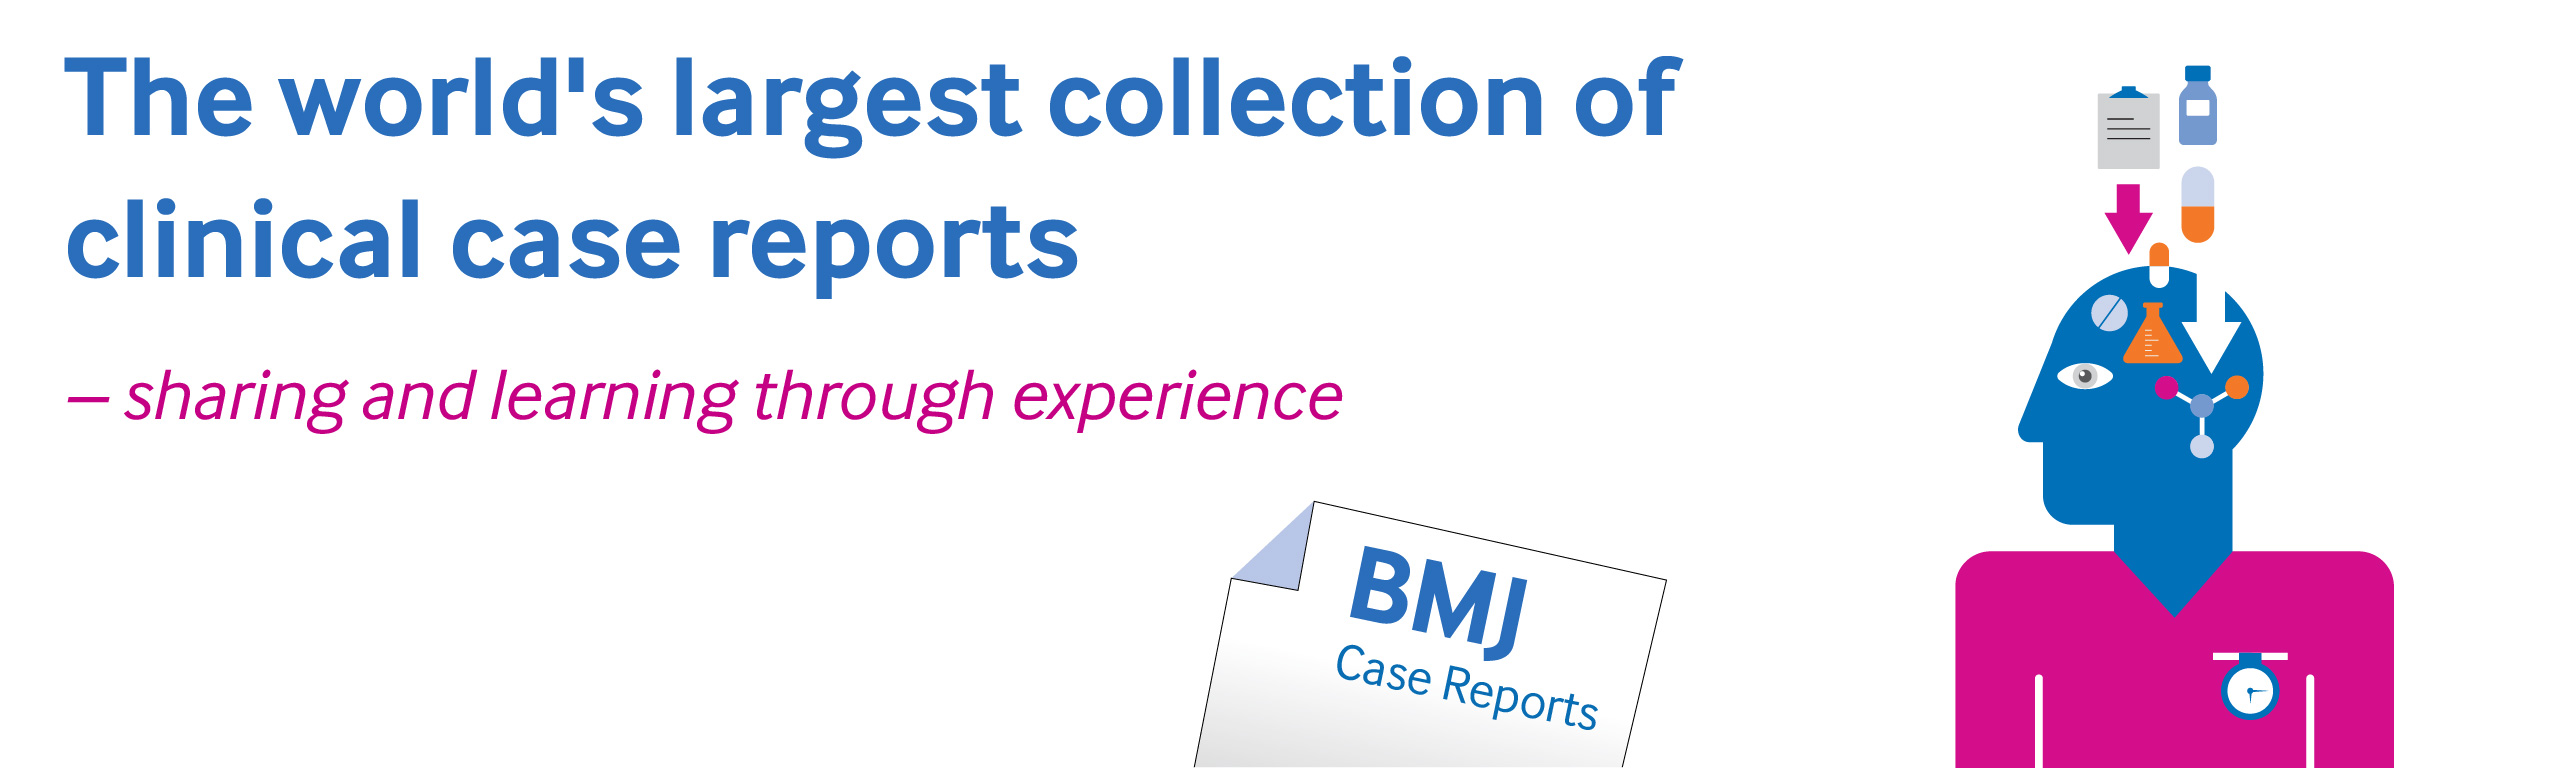 The world's largest collection of
clinical case reports
– sharing and learning through experience
BMJ
Case Reports